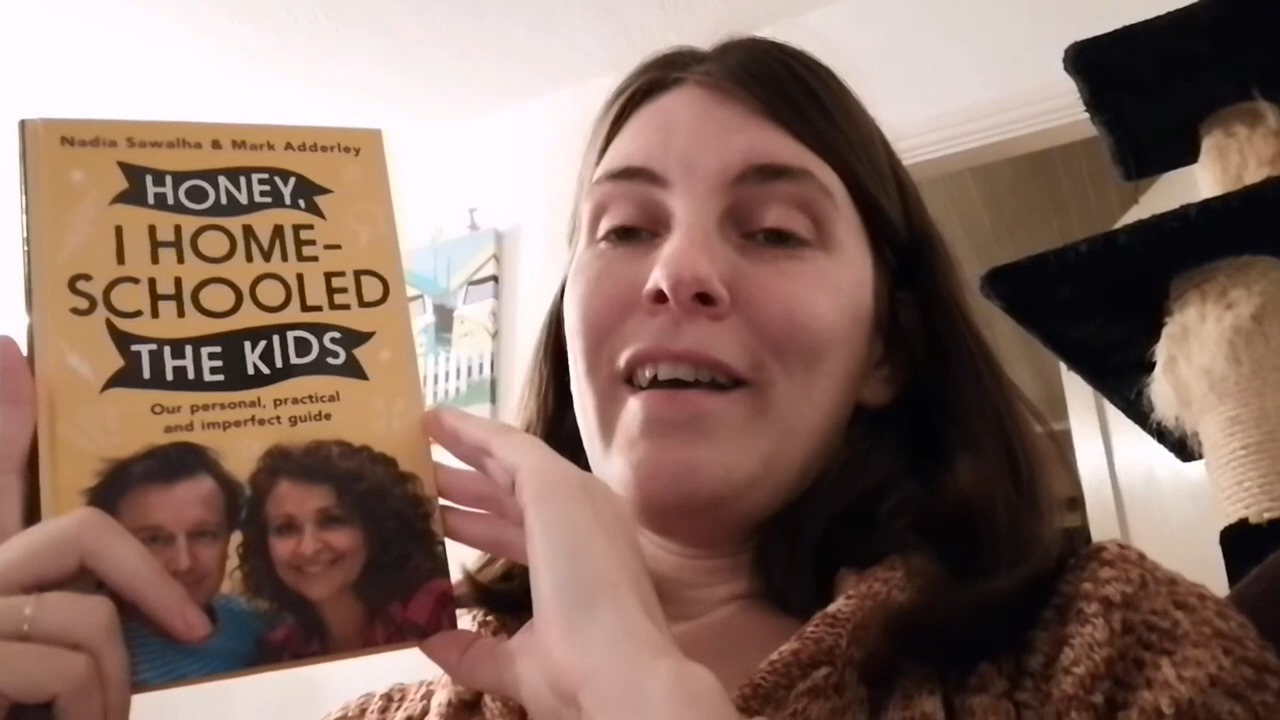 Nadia Sawalha & Mark Adderley
HONEY,
I HOME-
SCHOOLED
THE KIDS
Our personal, practical
and imperfect guide